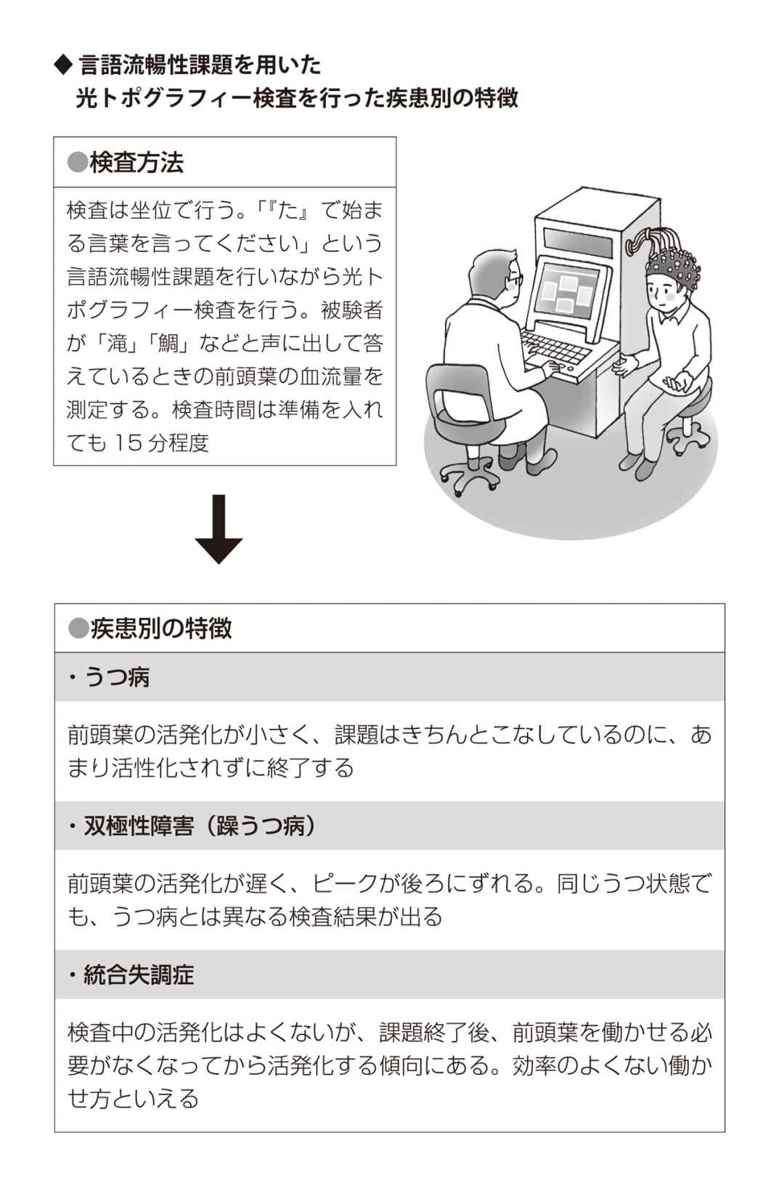 ◆ 言語流暢性課題を用いた
光トポグラフィー検査を行った疾患別の特徴
●検査方法
検査は坐位で行う。「『た』で始ま
る言葉を言ってください」という
言語流暢性課題を行いながら光ト
ポグラフィー検査を行う。被験者
が「滝」「鯛」などと声に出して答
えているときの前頭葉の血流量を
測定する。検査時間は準備を入れ
ても 15 分程度
●疾患別の特徴
・うつ病
前頭葉の活発化が小さく、課題はきちんとこなしているのに、あ
まり活性化されずに終了する
・双極性障害（躁うつ病）
前頭葉の活発化が遅く、ピークが後ろにずれる。同じうつ状態で
も、うつ病とは異なる検査結果が出る
・統合失調症
検査中の活発化はよくないが、課題終了後、前頭葉を働かせる必
要がなくなってから活発化する傾向にある。効率のよくない働か
せ方といえる